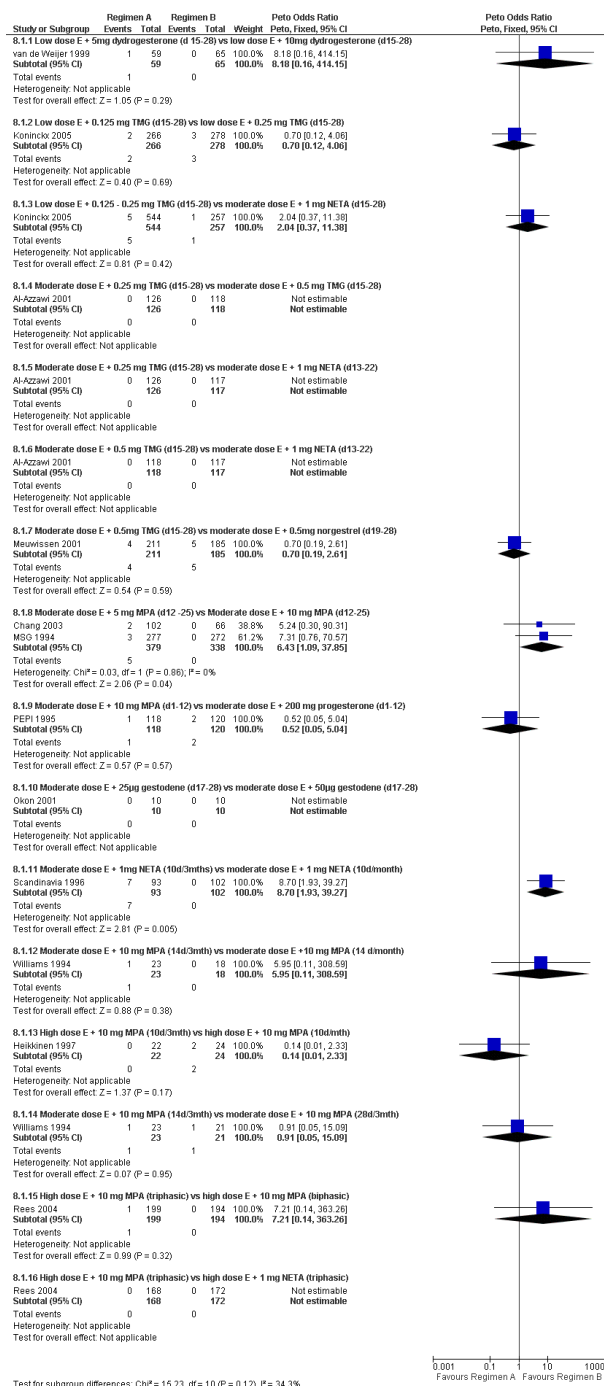 Regimen A Regimen B Peto Odds Ratio Peto Odds Ratio
Study or Subgroup Events Total Events Total Weight Peto, Fixed, 95% CI Peto, Fixed, 95% CI
8.1.1 Low dose E + 5mg dydrogesterone (d 15-28) vs low dose E + 10mg dydrogesterone (d15-28)
van de Weijer 1999 1 59 0 65 100.0% 8.18 [0.16, 414.15]
Subtotal (95% CI) 59 65 100.0% 8.18 [0.16, 414.15]
Total events 1 0
Heterogeneity: Not applicable
Test for overall effect: Z = 1.05 (P = 0.29)
8.1.2 Low dose E + 0.125 mg TMG (d15-28) vs low dose E + 0.25 mg TMG (d15-28)
Koninckx 2005 2 266 3 278 100.0% 0.70 [0.12, 4.06]
Subtotal (95% CI) 266 278 100.0% 0.70 [0.12, 4.06]
Total events 2 3
Heterogeneity: Not applicable
Test for overall effect: Z = 0.40 (P = 0.69)
8.1.3 Low dose E + 0.125 - 0.25 mg TMG (d15-28) vs moderate dose E + 1 mg NETA (d15-28)
Koninckx 2005 5 544 1 257 100.0% 2.04 [0.37, 11.38]
Subtotal (95% CI) 544 257 100.0% 2.04 [0.37, 11.38]
Total events 5 1
Heterogeneity: Not applicable
Test for overall effect: Z = 0.81 (P = 0.42)
8.1.4 Moderate dose E + 0.25 mg TMG (d15-28) vs moderate dose E + 0.5 mg TMG (d15-28)
Al-Azzawi 2001 0 126 0 118 Not estimable
Subtotal (95% CI) 126 118 Not estimable
Total events 0 0
Heterogeneity: Not applicable
Test for overall effect: Not applicable
8.1.5 Moderate dose E + 0.25 mg TMG (d15-28) vs moderate dose E + 1 mg NETA (d13-22)
Al-Azzawi 2001 0 126 0 117 Not estimable
Subtotal (95% CI) 126 117 Not estimable
Total events 0 0
Heterogeneity: Not applicable
Test for overall effect: Not applicable
8.1.6 Moderate dose E + 0.5 mg TMG (d15-28) vs moderate dose E + 1 mg NETA (d13-22)
Al-Azzawi 2001 0 118 0 117 Not estimable
Subtotal (95% CI) 118 117 Not estimable
Total events 0 0
Heterogeneity: Not applicable
Test for overall effect: Not applicable
8.1.7 Moderate dose E + 0.5mg TMG (d15-28) vs moderate dose E + 0.5mg norgestrel (d19-28)
Meuwissen 2001 4 211 5 185 100.0% 0.70 [0.19, 2.61]
Subtotal (95% CI) 211 185 100.0% 0.70 [0.19, 2.61]
Total events 4 5
Heterogeneity: Not applicable
Test for overall effect: Z = 0.54 (P = 0.59)
8.1.8 Moderate dose E + 5 mg MPA (d12 -25) vs Moderate dose E + 10 mg MPA (d12-25)
Chang 2003 2 102 0 66 38.8% 5.24 [0.30, 90.31]
MSG 1994 3 277 0 272 61.2% 7.31 [0.76, 70.57]
Subtotal (95% CI) 379 338 100.0% 6.43 [1.09, 37.85]
Total events 5 0
Heterogeneity: Chi² = 0.03, df = 1 (P = 0.86); I² = 0%
Test for overall effect: Z = 2.06 (P = 0.04)
8.1.9 Moderate dose E + 10 mg MPA (d1-12) vs moderate dose E + 200 mg progesterone (d1-12)
PEPI 1995 1 118 2 120 100.0% 0.52 [0.05, 5.04]
Subtotal (95% CI) 118 120 100.0% 0.52 [0.05, 5.04]
Total events 1 2
Heterogeneity: Not applicable
Test for overall effect: Z = 0.57 (P = 0.57)
8.1.10 Moderate dose E + 25µg gestodene (d17-28) vs moderate dose E + 50µg gestodene (d17-28)
Okon 2001 0 10 0 10 Not estimable
Subtotal (95% CI) 10 10 Not estimable
Total events 0 0
Heterogeneity: Not applicable
Test for overall effect: Not applicable
8.1.11 Moderate dose E + 1mg NETA (10d/3mths) vs moderate dose E + 1 mg NETA (10d/month)
Scandinavia 1996 7 93 0 102 100.0% 8.70 [1.93, 39.27]
Subtotal (95% CI) 93 102 100.0% 8.70 [1.93, 39.27]
Total events 7 0
Heterogeneity: Not applicable
Test for overall effect: Z = 2.81 (P = 0.005)
8.1.12 Moderate dose E + 10 mg MPA (14d/3mth) vs moderate dose E +10 mg MPA (14 d/month)
Williams 1994 1 23 0 18 100.0% 5.95 [0.11, 308.59]
Subtotal (95% CI) 23 18 100.0% 5.95 [0.11, 308.59]
Total events 1 0
Heterogeneity: Not applicable
Test for overall effect: Z = 0.88 (P = 0.38)
8.1.13 High dose E + 10 mg MPA (10d/3mth) vs high dose E + 10 mg MPA (10d/mth)
Heikkinen 1997 0 22 2 24 100.0% 0.14 [0.01, 2.33]
Subtotal (95% CI) 22 24 100.0% 0.14 [0.01, 2.33]
Total events 0 2
Heterogeneity: Not applicable
Test for overall effect: Z = 1.37 (P = 0.17)
8.1.14 Moderate dose E + 10 mg MPA (14d/3mth) vs moderate dose E + 10 mg MPA (28d/3mth)
Williams 1994 1 23 1 21 100.0% 0.91 [0.05, 15.09]
Subtotal (95% CI) 23 21 100.0% 0.91 [0.05, 15.09]
Total events 1 1
Heterogeneity: Not applicable
Test for overall effect: Z = 0.07 (P = 0.95)
8.1.15 High dose E + 10 mg MPA (triphasic) vs high dose E + 10 mg MPA (biphasic)
Rees 2004 1 199 0 194 100.0% 7.21 [0.14, 363.26]
Subtotal (95% CI) 199 194 100.0% 7.21 [0.14, 363.26]
Total events 1 0
Heterogeneity: Not applicable
Test for overall effect: Z = 0.99 (P = 0.32)
8.1.16 High dose E + 10 mg MPA (triphasic) vs high dose E + 1 mg NETA (triphasic)
Rees 2004 0 168 0 172 Not estimable
Subtotal (95% CI) 168 172 Not estimable
Total events 0 0
Heterogeneity: Not applicable
Test for overall effect: Not applicable
0.001 0.1 1 10 1000
Favours Regimen A Favours Regimen B
Test for subgroup differences: Chi² = 15.23, df = 10 (P = 0.12), I² = 34.3%